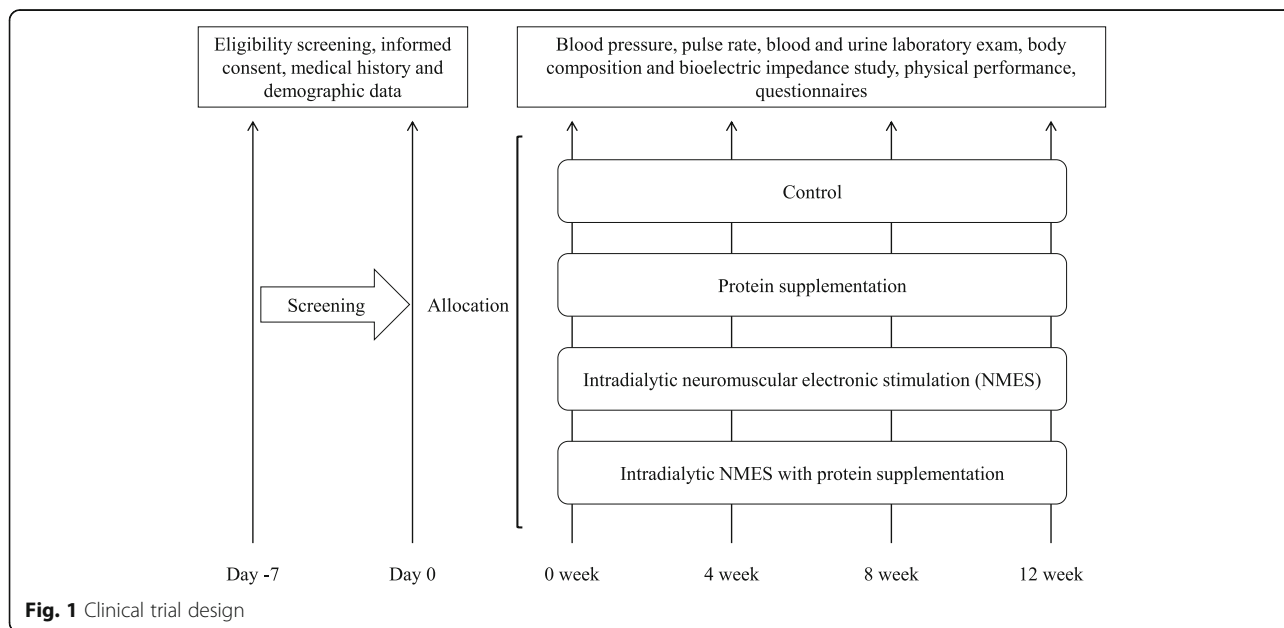 Eligibility screening, informed
consent, medical history and
demographic data
Blood pressure, pulse rate, blood and urine laboratory exam, body
composition and bioelectric impedance study, physical performance,
questionnaires
Control
Protein supplementation
Screening
Allocation
Intradialytic neuromuscular electronic stimulation (NMES)
Intradialytic NMES with protein supplementation
Day -7
Day 0
0 week
4 week
8 week
12 week
Fig. 1 Clinical trial design